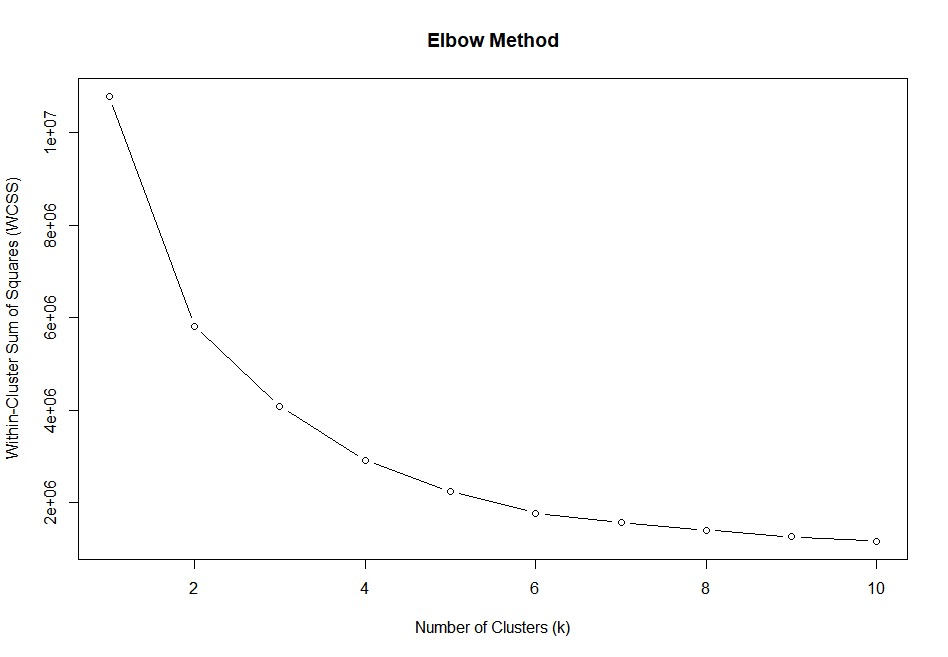 Elbow Method
Within-Cluster Sum of Squares (WCSS)
1e+07
8e+06
6e+06
4e+06
2e+06
2 4 6 8 10
Number of Clusters (k)